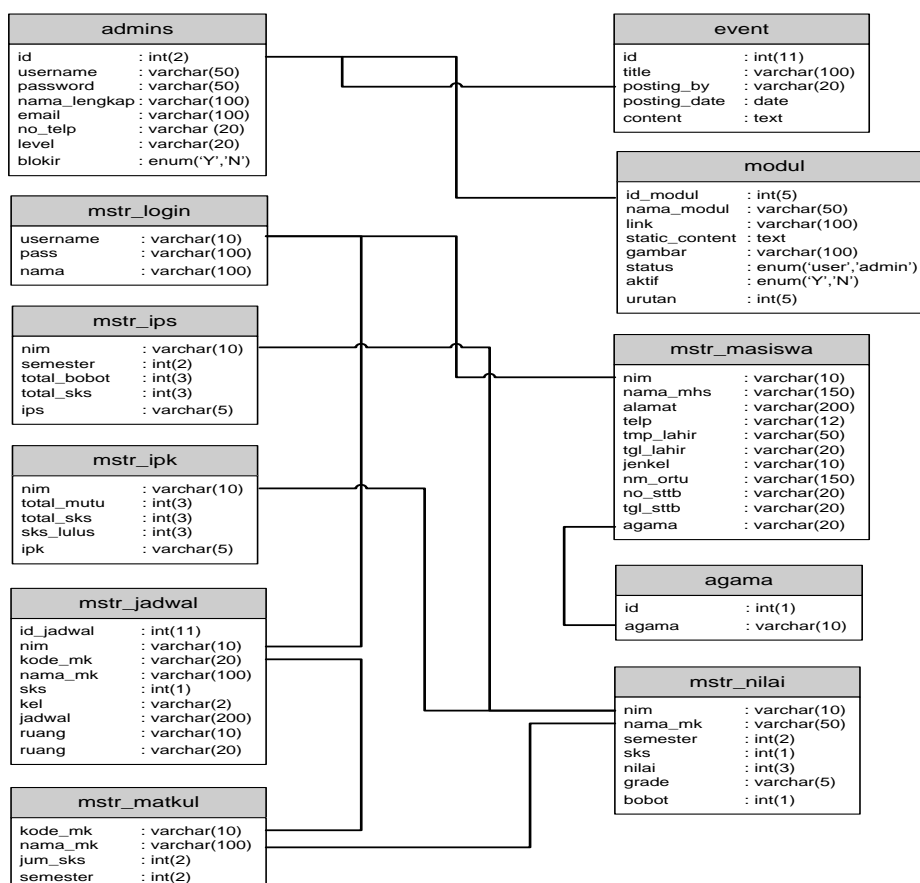 admins
id : int(2)
username : varchar(50)
password : varchar(50)
nama_lengkap : varchar(100)
email : varchar(100)
no_telp : varchar (20)
level : varchar(20)
blokir : enum('Y','N')
event
id : int(11)
title : varchar(100)
posting_by : varchar(20)
posting_date : date
content : text
modul
id_modul : int(5)
nama_modul : varchar(50)
link : varchar(100)
static_content : text
gambar : varchar(100)
status : enum('user','admin')
aktif : enum('Y','N')
urutan : int(5)
mstr_login
username : varchar(10)
pass : varchar(100)
nama : varchar(100)
mstr_ips
nim : varchar(10)
semester : int(2)
total_bobot : int(3)
total_sks : int(3)
ips : varchar(5)
mstr_masiswa
nim : varchar(10)
nama_mhs : varchar(150)
alamat : varchar(200)
telp : varchar(12)
tmp_lahir : varchar(50)
tgl_lahir : varchar(20)
jenkel : varchar(10)
nm_ortu : varchar(150)
no_sttb : varchar(20)
tgl_sttb : varchar(20)
agama : varchar(20)
mstr_ipk
nim : varchar(10)
total_mutu : int(3)
total_sks : int(3)
sks_lulus : int(3)
ipk : varchar(5)
agama
id : int(1)
agama : varchar(10)
mstr_jadwal
id_jadwal : int(11)
nim : varchar(10)
kode_mk : varchar(20)
nama_mk : varchar(100)
sks : int(1)
kel : varchar(2)
jadwal : varchar(200)
ruang : varchar(10)
ruang : varchar(20)
mstr_nilai
nim : varchar(10)
nama_mk : varchar(50)
semester : int(2)
sks : int(1)
nilai : int(3)
grade : varchar(5)
bobot : int(1)
mstr_matkul
kode_mk : varchar(10)
nama_mk : varchar(100)
jum_sks : int(2)
semester : int(2)